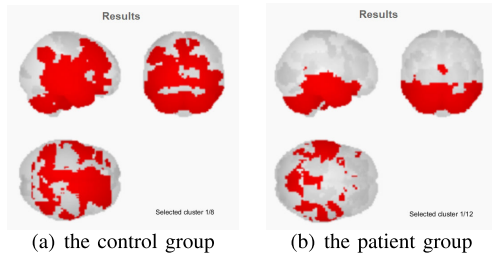 Results
Selected cluster 1/8
(a) the control group
Results
Selected cluster 1/12
(b) the patient group